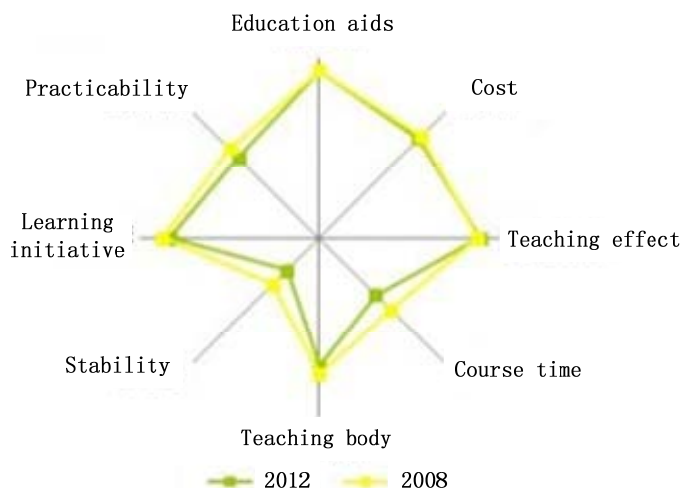 Education aids
Practicability
Cost
Learning
initiative
Teaching effect
Stability
Course time
Teaching body
2012
2008